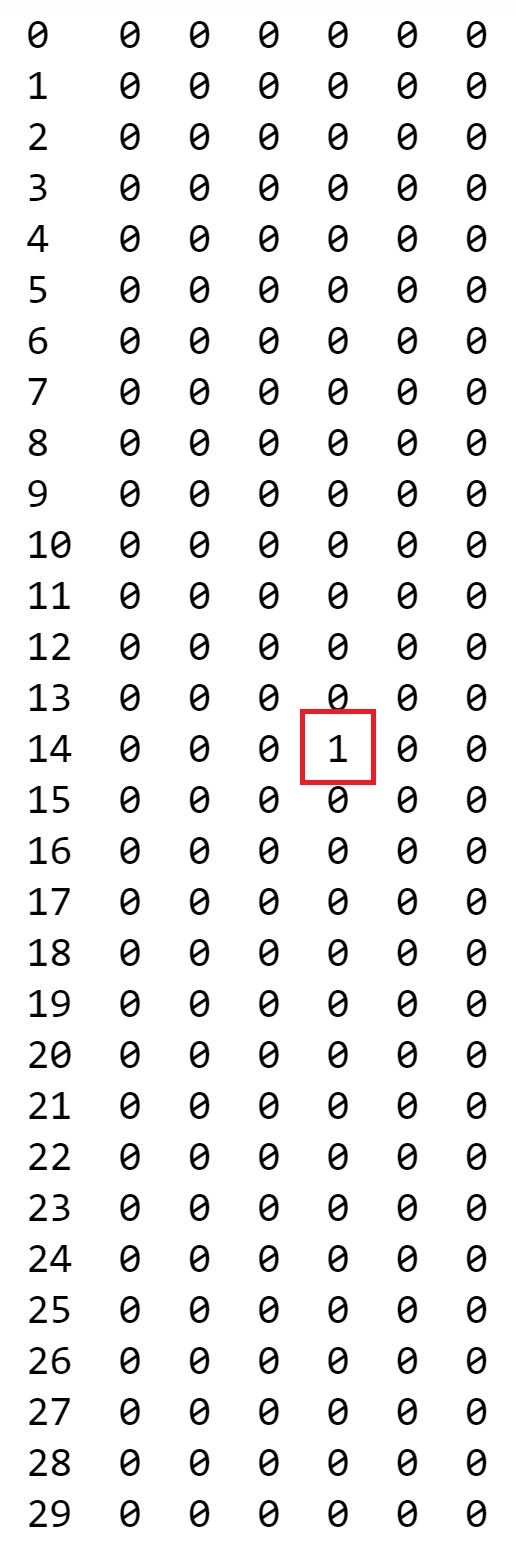 0 0 0 0 0 0 0
1 0 0 0 0 0 0
2 0 0 0 0 0 0
3 0 0 0 0 0 0
4 0 0 0 0 0 0
5 0 0 0 0 0 0
6 0 0 0 0 0 0
7 0 0 0 0 0 0
8 0 0 0 0 0 0
9 0 0 0 0 0 0
10 0 0 0 0 0 0
11 0 0 0 0 0 0
12 0 0 0 0 0 0
13 0 0 0 0 0 0
14 0 0 0 1 0 0
15 0 0 0 0 0 0
16 0 0 0 0 0 0
17 0 0 0 0 0 0
18 0 0 0 0 0 0
19 0 0 0 0 0 0
20 0 0 0 0 0 0
21 0 0 0 0 0 0
22 0 0 0 0 0 0
23 0 0 0 0 0 0
24 0 0 0 0 0 0
25 0 0 0 0 0 0
26 0 0 0 0 0 0
27 0 0 0 0 0 0
28 0 0 0 0 0 0
29 0 0 0 0 0 0